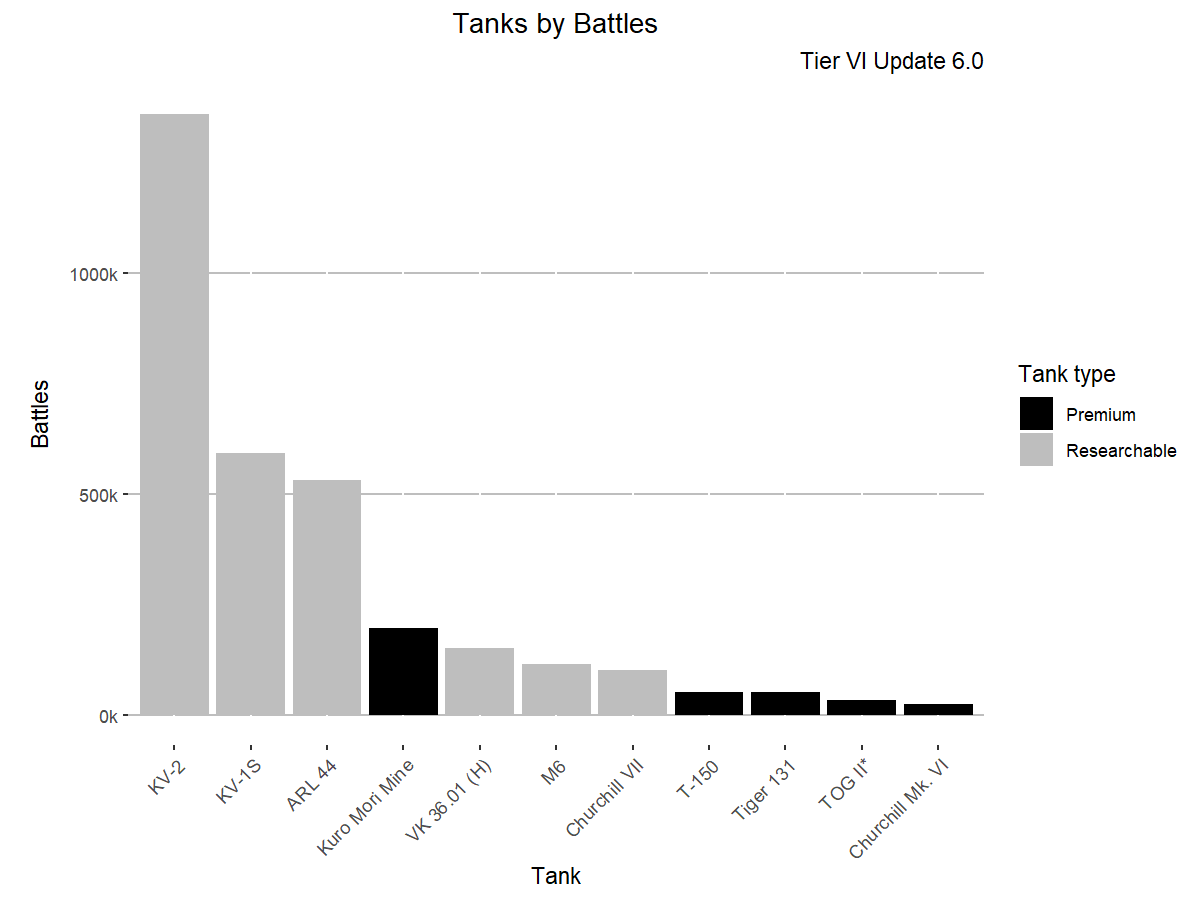 Tanks by Battles
Tier VI Update 6.0
1000k
500k
0k
Battles
KV-2
KV-1S
ARL 44
Kuro Mori Mine
VK 36.01 (H)
M6
Churchill VII
T-150
Tiger 131
TOG II*
Churchill Mk. VI
Tank
Tank type
Premium
Researchable